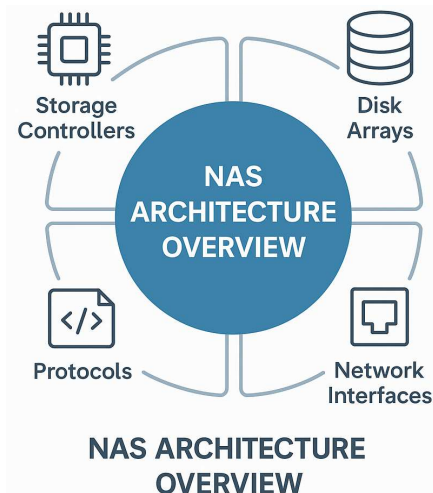 Storage
Controllers
Disk
Arrays
NAS
ARCHITECTURE
OVERVIEW
</>
Protocols
Network
Interfaces
NAS ARCHITECTURE
OVERVIEW